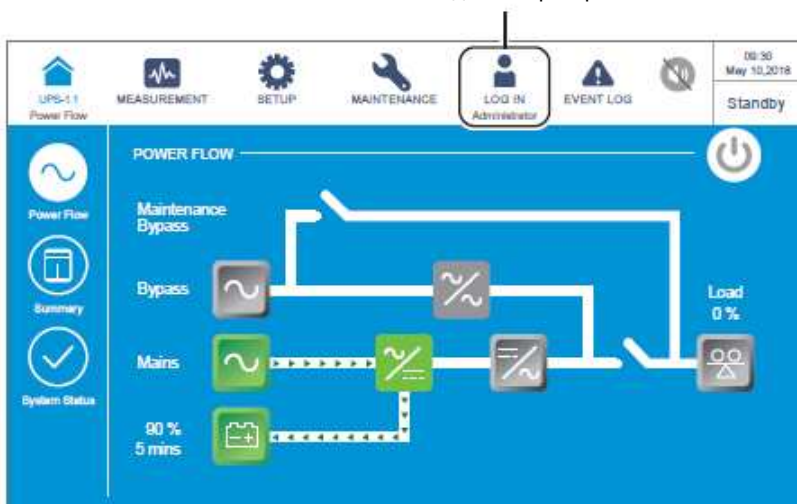 09:30
May 10,2018
UPS-1.1
Power Flow
MEASUREMENT
SETUP
MAINTENANCE
LOG IN
Administrator
EVENT LOG
Standby
POWER FLOW
Power Flow
Maintenance
Bypass
Bypass
Summary
Load
0 %
Mains
System Status
90 %
5 mins